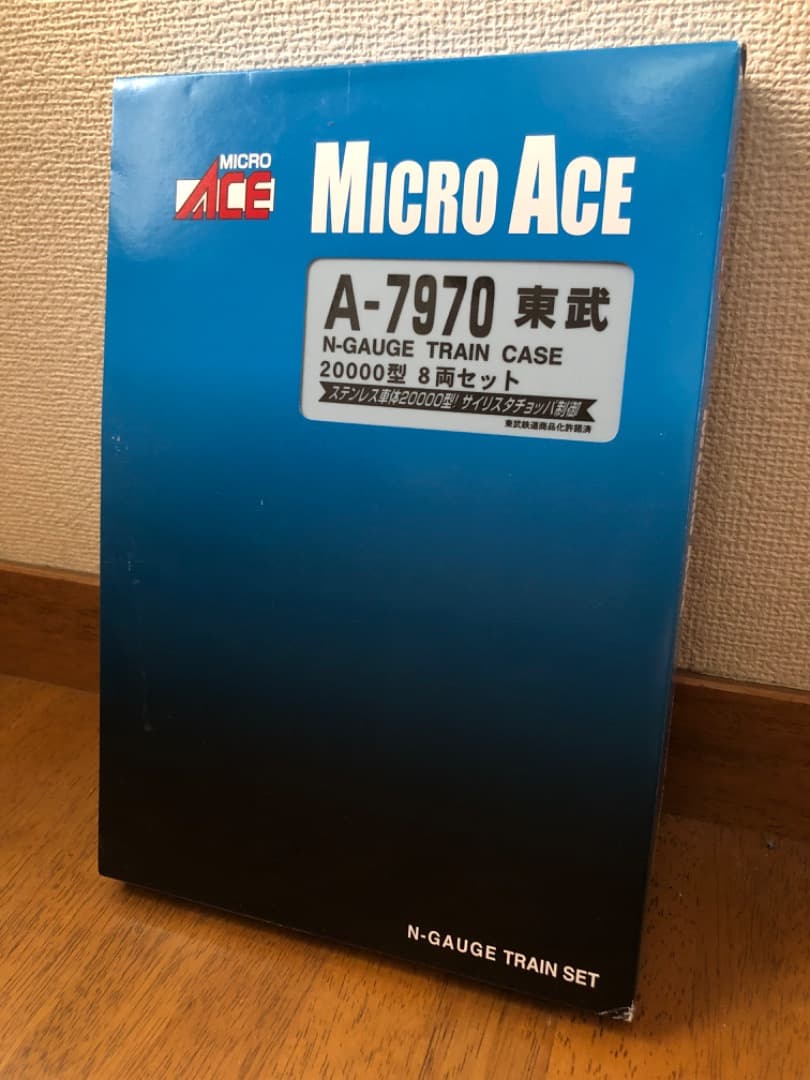 MICRO
ACE
MICRO ACE
A-7970 東武
N-GAUGE TRAIN CASE
20000型 8両セット
ステンレス車体20000型! サイリスタチョッパ制御
東武鉄道商品化許諾済
N-GAUGE TRAIN SET